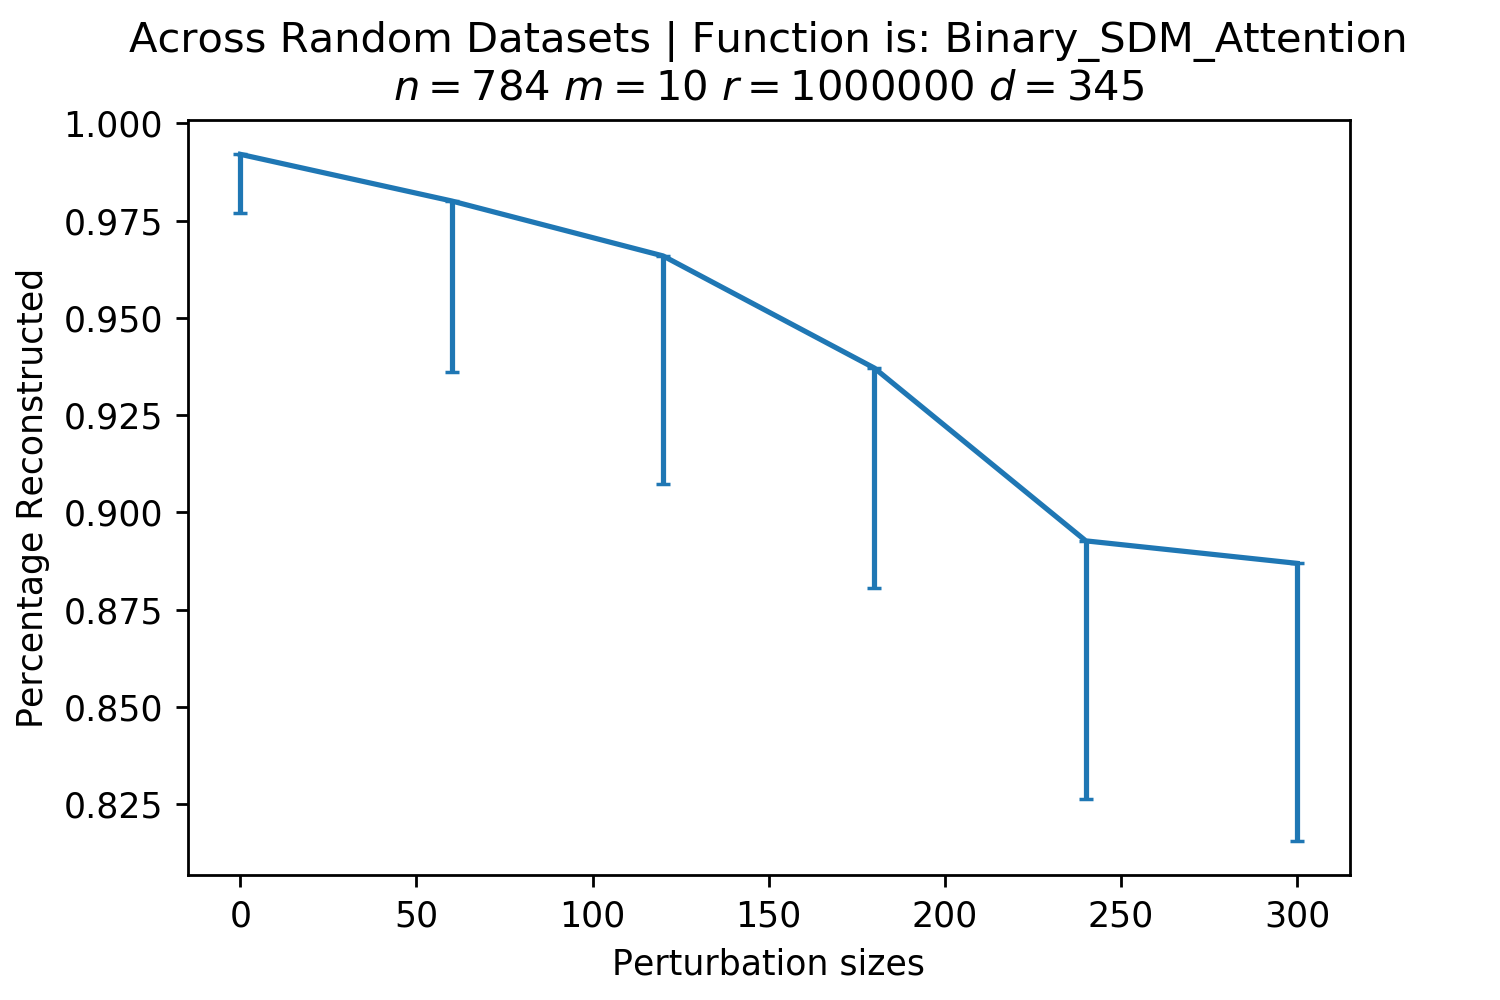 Across Random Datasets | Function is: Binary_SDM_Attention
n = 784 m = 10 r = 1000000 d = 345
Percentage Reconstructed
1.000
0.975
0.950
0.925
0.900
0.875
0.850
0.825
0 50 100 150 200 250 300
Perturbation sizes